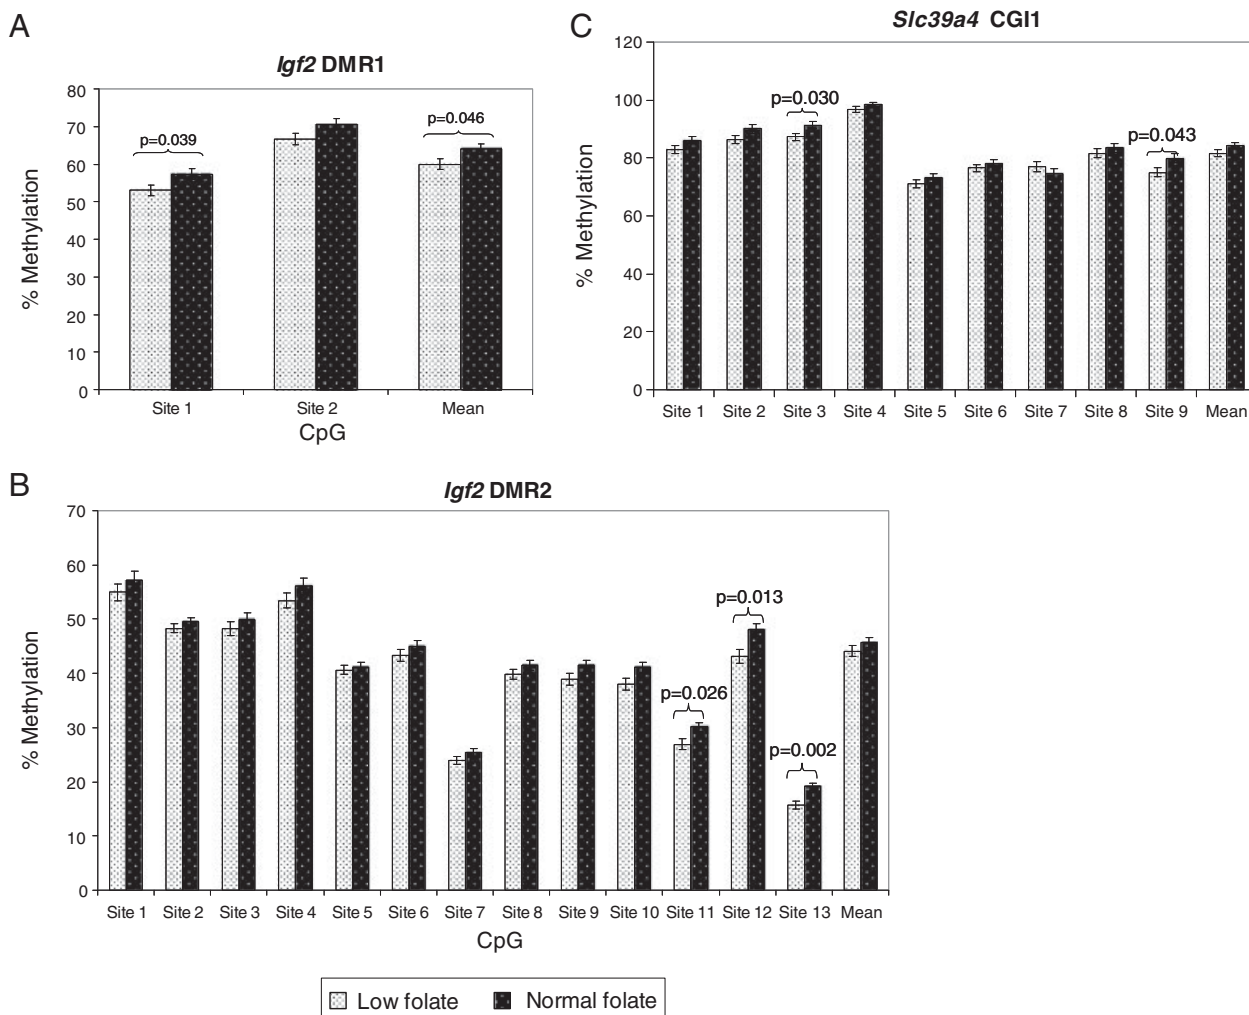 A
Igf2 DMR1
% Methylation
80
70
60
50
40
30
20
10
0
p=0.039
p=0.046
Site 1 Site 2 Mean
CpG
C
Slc39a4 CGI1
% Methylation
120
100
80
60
40
20
0
p=0.030
p=0.043
Site 1 Site 2 Site 3 Site 4 Site 5 Site 6 Site 7 Site 8 Site 9 Mean
B
Igf2 DMR2
% Methylation
70
60
50
40
30
20
10
0
p=0.026
p=0.013
p=0.002
Site 1 Site 2 Site 3 Site 4 Site 5 Site 6 Site 7 Site 8 Site 9 Site 10 Site 11 Site 12 Site 13 Mean
CpG
Low folate Normal folate